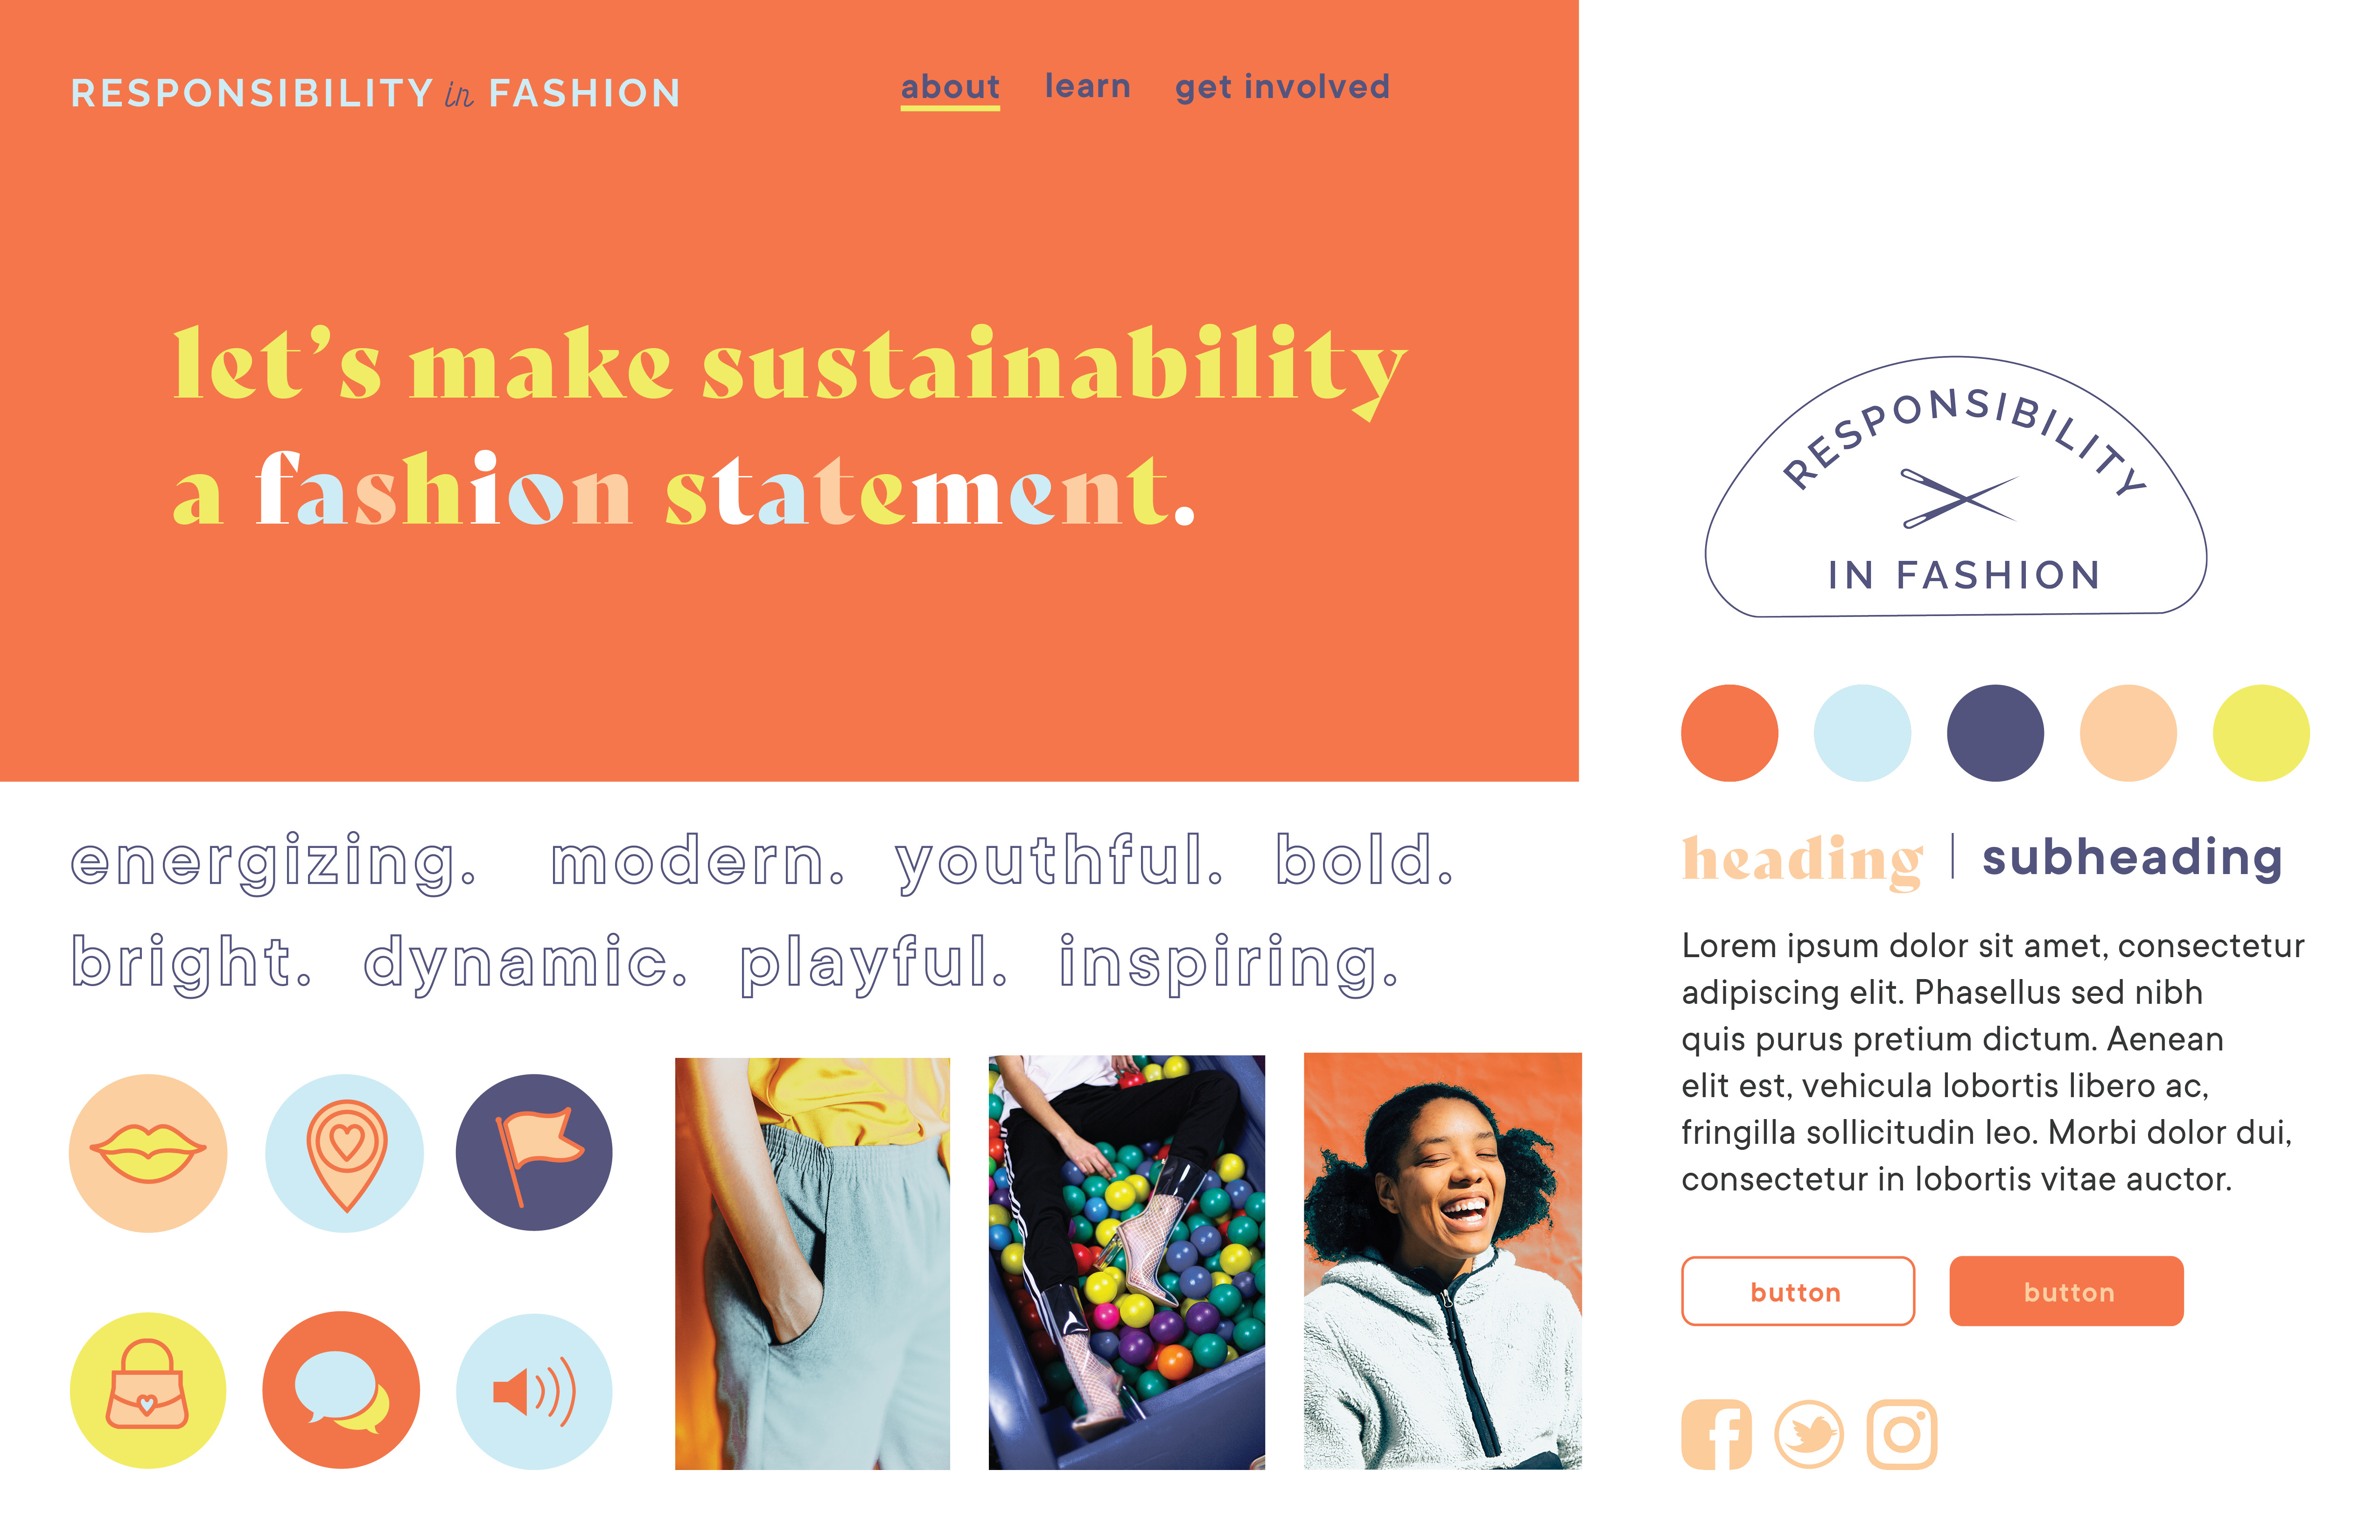 RESPONSIBILITY in FASHION
about learn get involved
let’s make sustainability
a fashion statement.
RESPONSIBILITY
IN FASHION
energizing. modern. youthful. bold.
bright. dynamic. playful. inspiring.
heading | subheading
Lorem ipsum dolor sit amet, consectetur
adipiscing elit. Phasellus sed nibh
quis purus pretium dictum. Aenean
elit est, vehicula lobortis libero ac,
fringilla sollicitudin leo. Morbi dolor dui,
consectetur in lobortis vitae auctor.
button button